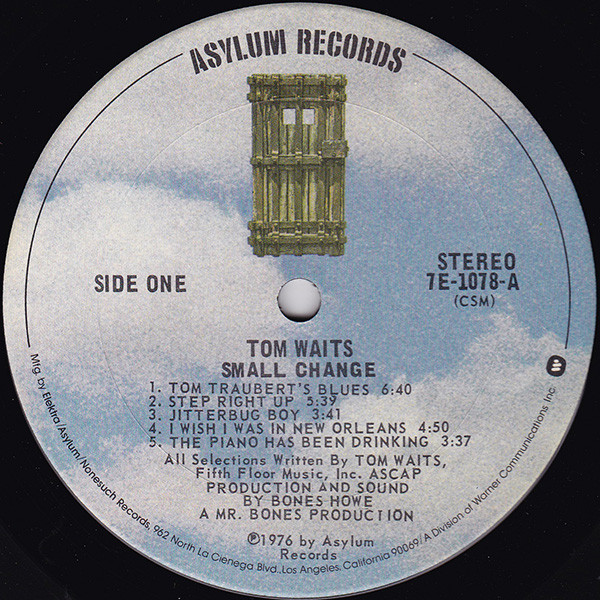 ASYLUM RECORDS
SIDE ONE
STEREO
7E-1078-A
(CSM)
TOM WAITS
SMALL CHANGE
1. TOM TRAUBERT'S BLUES 6:40
2. STEP RIGHT UP 5:39
3. JITTERBUG BOY 3:41
4. I WISH I WAS IN NEW ORLEANS 4:50
5. THE PIANO HAS BEEN DRINKING 3:37
All Selections Written By TOM WAITS,
Fifth Floor Music, Inc. ASCAP
PRODUCTION AND SOUND
BY BONES HOWE
A MR. BONES PRODUCTION
℗1976 by Asylum
Records
Mfg. by Elektra/Asylum/Nonesuch Records, 962 North La Cienega Blvd., Los Angeles, California 90069/A Division of Warner Communications Inc.